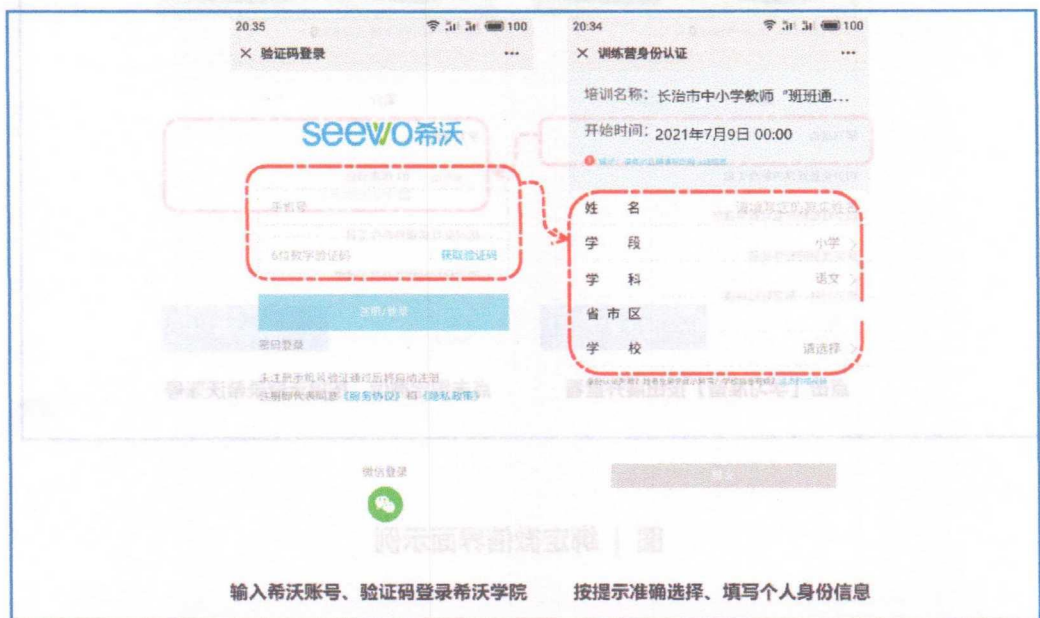 20:35
100
× 验证码登录
...
seewo希沃
手机号
6位数字验证码
获取验证码
注册/登录
密码登录
未注册手机号验证通过后将自动注册
注册即代表同意《服务协议》和《隐私政策》
微信登录
输入希沃账号、验证码登录希沃学院
20:34
100
× 训练营身份认证
...
培训名称：长治市中小学教师“班班通...
开始时间：2021年7月9日 00:00
姓 名
学 段
小学 >
学 科
语文 >
省 市 区
学 校
请选择 >
按提示准确选择、填写个人身份信息